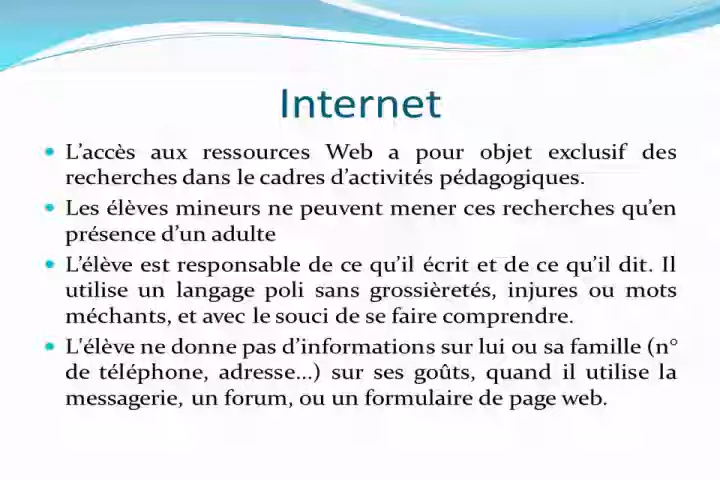 Internet
L’accès aux ressources Web a pour objet exclusif des
recherches dans le cadres d’activités pédagogiques.
Les élèves mineurs ne peuvent mener ces recherches qu’en
présence d’un adulte
L’élève est responsable de ce qu’il écrit et de ce qu’il dit. Il
utilise un langage poli sans grossièretés, injures ou mots
méchants, et avec le souci de se faire comprendre.
L'élève ne donne pas d’informations sur lui ou sa famille (n°
de téléphone, adresse...) sur ses goûts, quand il utilise la
messagerie, un forum, ou un formulaire de page web.